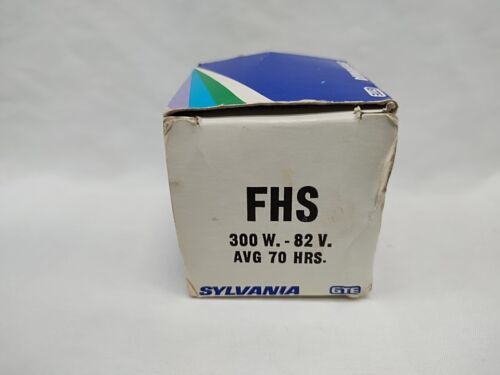 FHS
300 W. - 82 V.
AVG 70 HRS.
SYLVANIA GTE